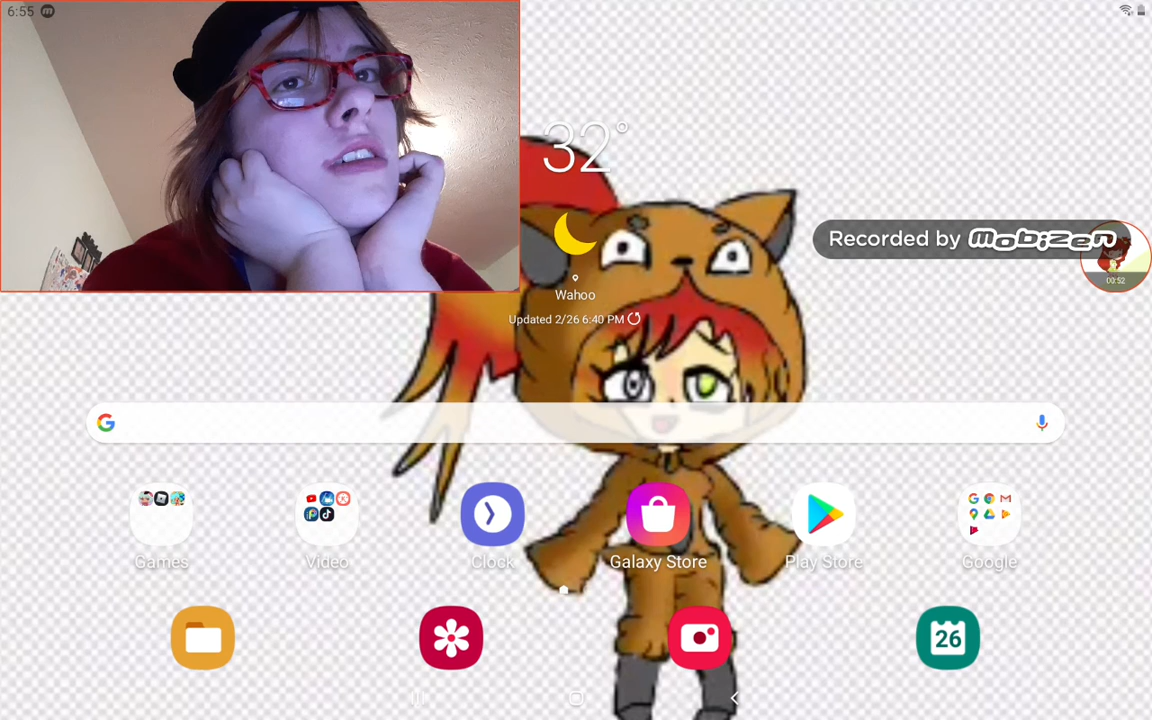 6:55
32°
Recorded by mobizen
00:52
Wahoo
Updated 2/26 6:40 PM
Games
Video
Clock
Galaxy Store
Play Store
Google
26